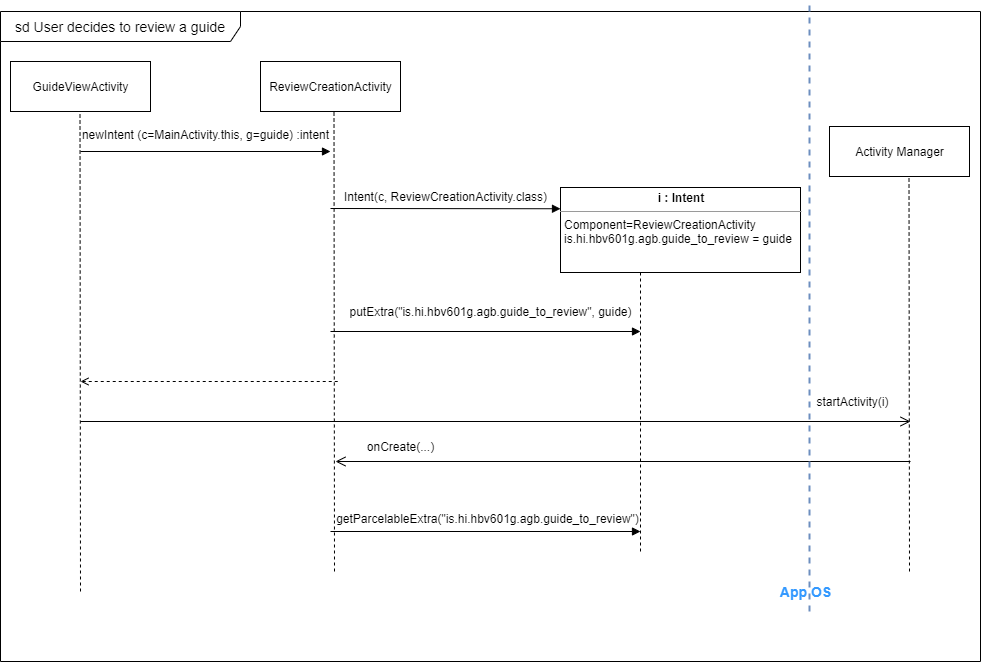 sd User decides to review a guide
GuideViewActivity
ReviewCreationActivity
newIntent (c=MainActivity.this, g=guide) :intent
Activity Manager
Intent(c, ReviewCreationActivity.class)
i : Intent
Component=ReviewCreationActivity
is.hi.hbv601g.agb.guide_to_review = guide
putExtra("is.hi.hbv601g.agb.guide_to_review", guide)
startActivity(i)
onCreate(...)
getParcelableExtra("is.hi.hbv601g.agb.guide_to_review")
App OS